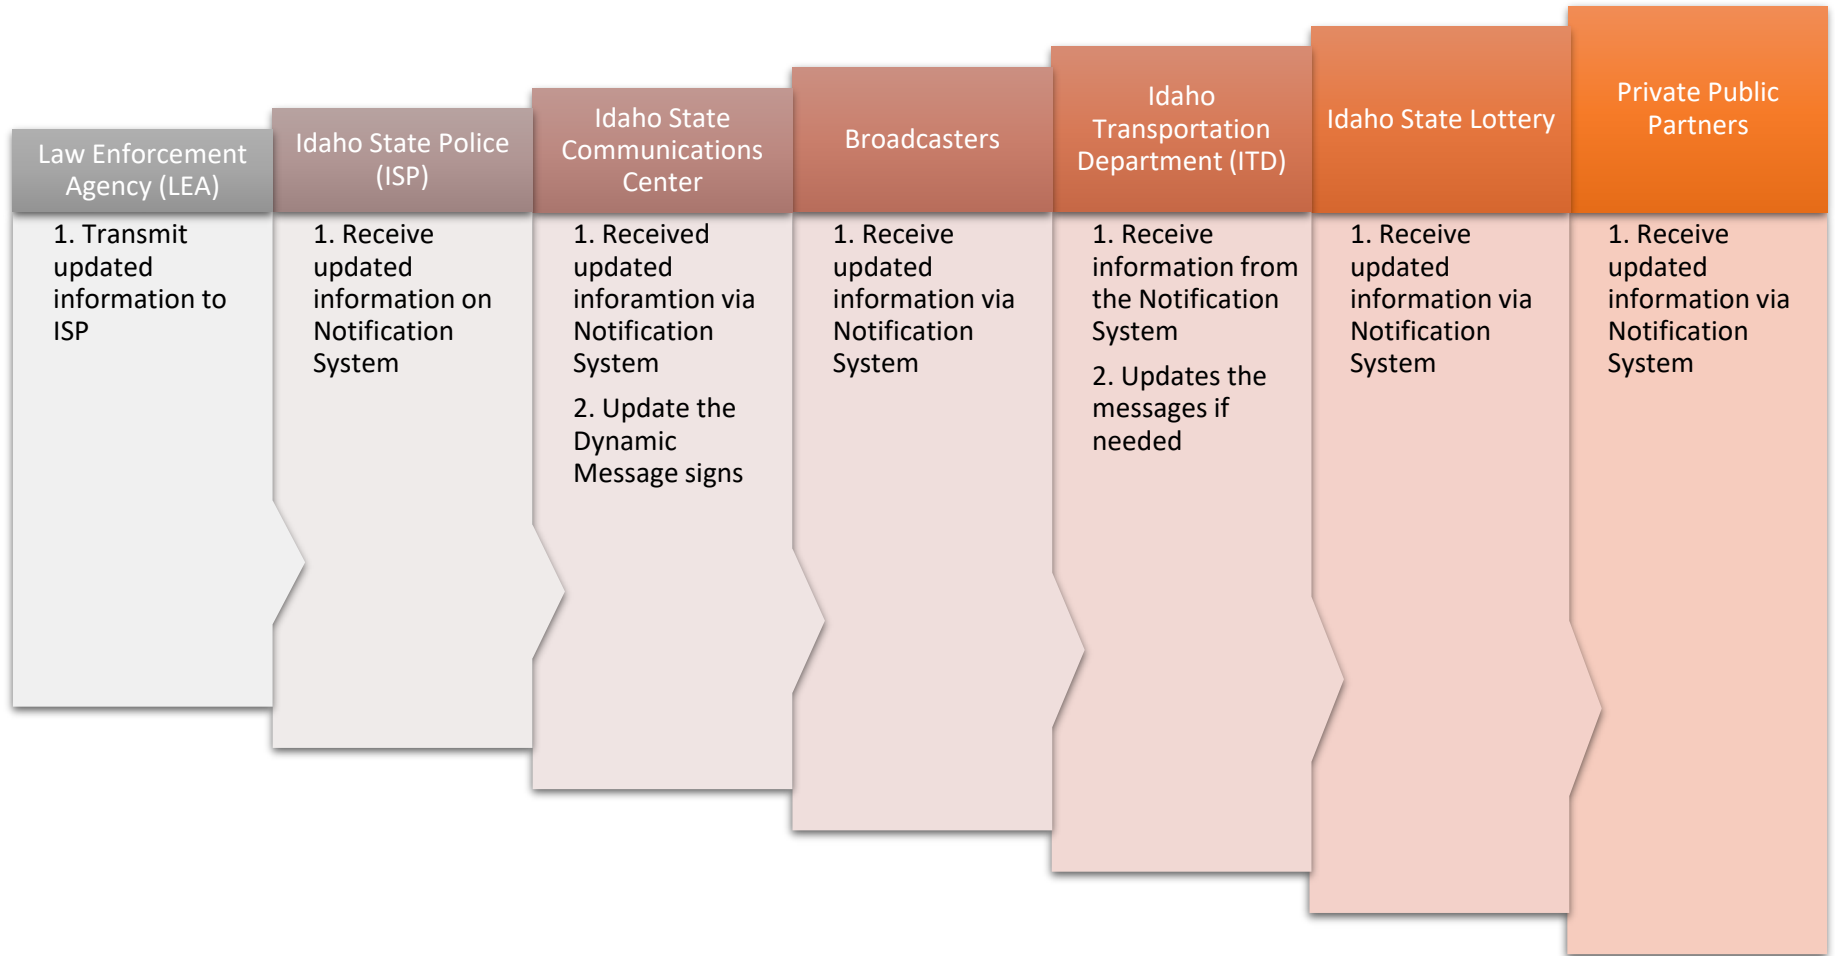 Law Enforcement
Agency (LEA)
1. Transmit
updated
information to
ISP
Idaho State Police
(ISP)
1. Receive
updated
information on
Notification
System
Idaho State
Communications
Center
1. Received
updated
inforamtion via
Notification
System
2. Update the
Dynamic
Message signs
Broadcasters
1. Receive
updated
information via
Notification
System
Idaho
Transportation
Department (ITD)
1. Receive
information from
the Notification
System
2. Updates the
messages if
needed
Idaho State Lottery
1. Receive
updated
information via
Notification
System
Private Public
Partners
1. Receive
updated
information via
Notification
System